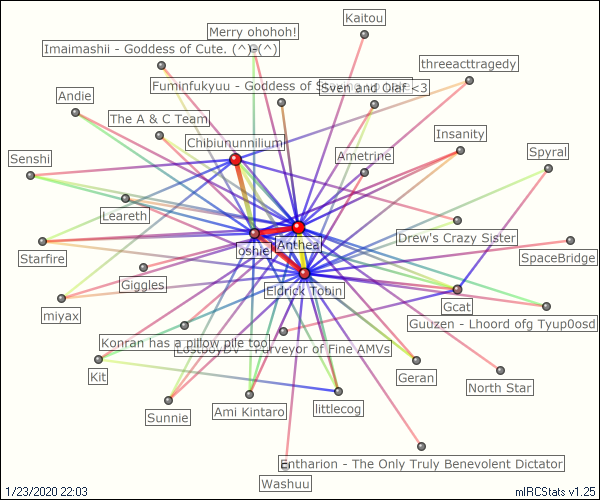 Kaitou
Merry ohohoh!
Imaimashii - Goddess of Cute. (^)-(^)
threeacttragedy
Fuminfukyuu - Goddess of
Sven and Olaf <3
Andie
The A & C Team
Insanity
Chibiununnilium
Spyral
Senshi
Ametrine
Leareth
Drew's Crazy Sister
oshie
Anthea
Starfire
SpaceBridge
Giggles
Eldrick Tobin
miyax
Gcat
Guuzen - Lhoord ofg Tyup0osd
Konran has a pillow pile too
LostboyDV - Purveyor of Fine AMVs
Kit
Geran
North Star
Sunnie
Ami Kintaro
littlecog
Entharion - The Only Truly Benevolent Dictator
Washuu
1/23/2020 22:03
mIRCStats v1.25